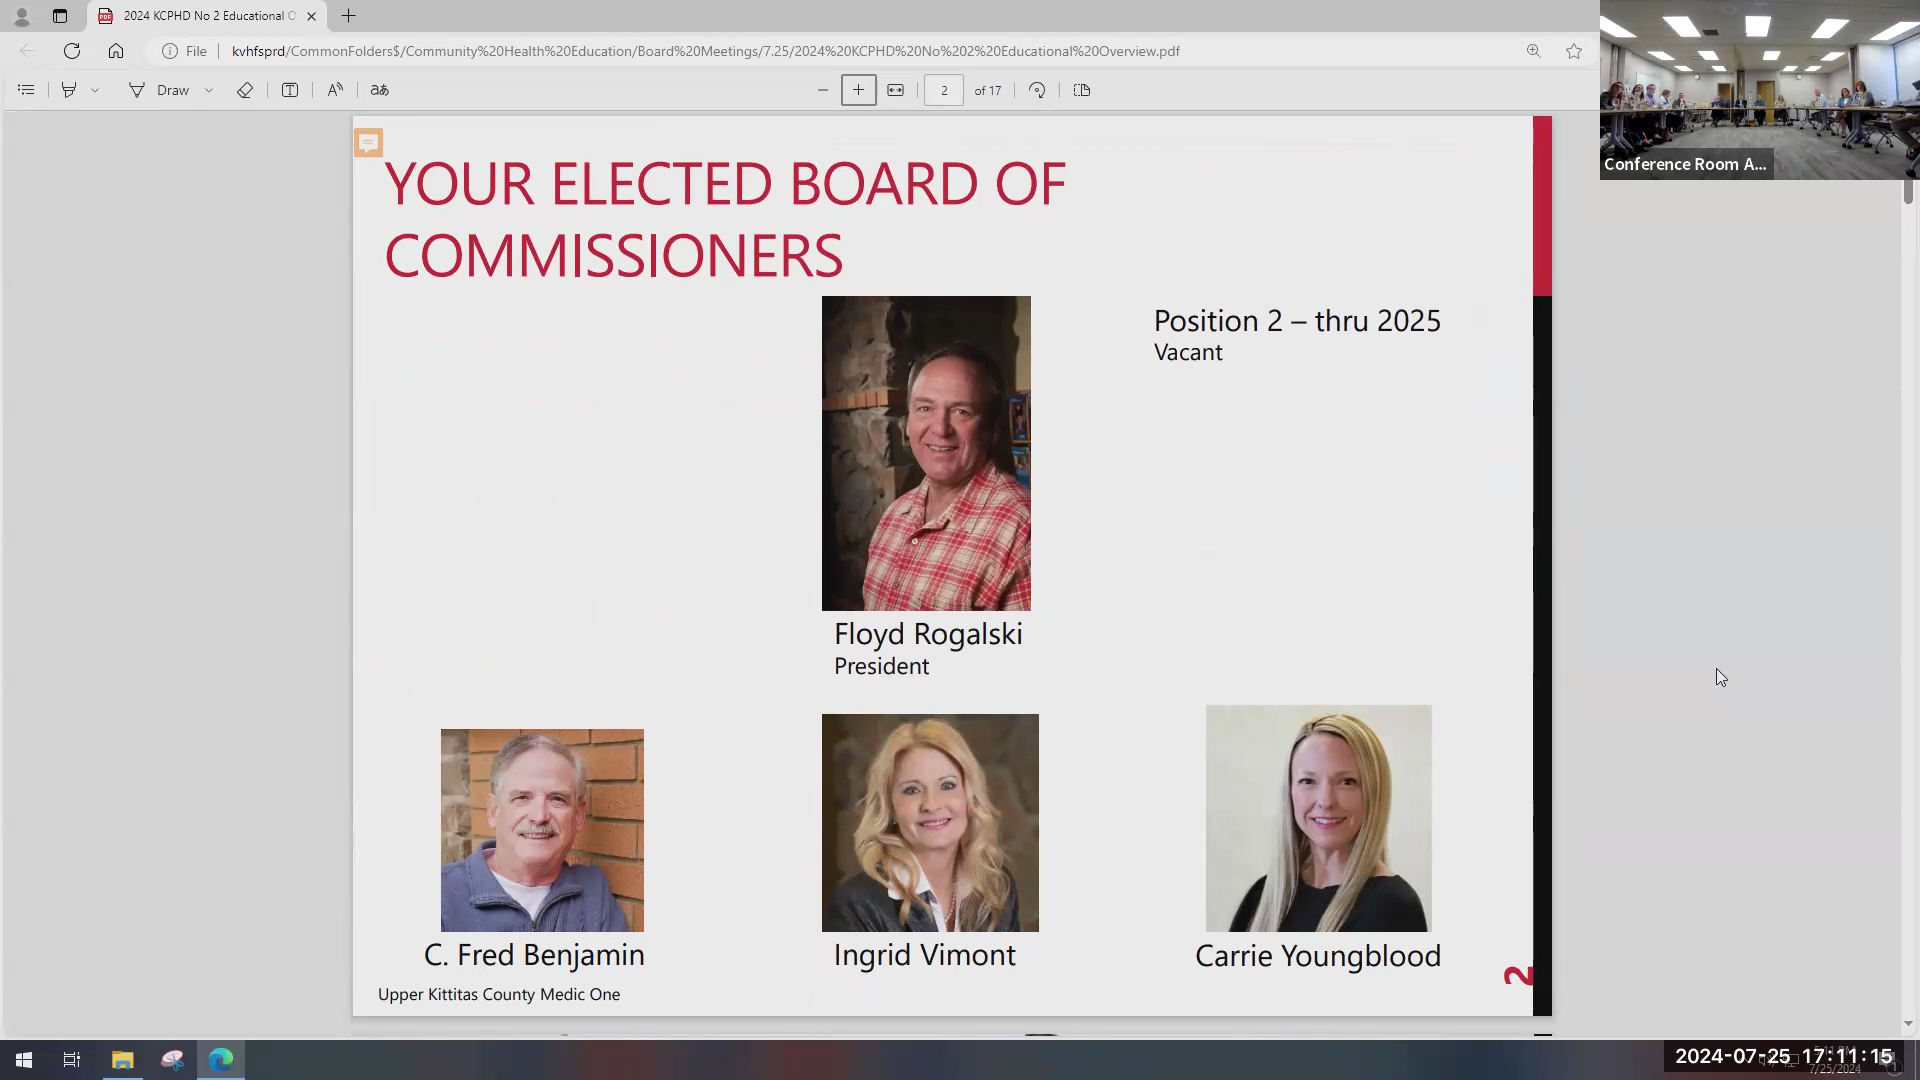 2024 KCPHD No 2 Educational O
File
kvhfsprd/CommonFolders$/Community%20Health%20Education/Board%20Meetings/7.25/2024%20KCPHD%20No%202%20Educational%20Overview.pdf
Draw
2 of 17
Conference Room A...
YOUR ELECTED BOARD OF
COMMISSIONERS
Position 2 – thru 2025
Vacant
Floyd Rogalski
President
C. Fred Benjamin
Ingrid Vimont
Carrie Youngblood
Upper Kittitas County Medic One
2
2024-07-25 17:11:15
7/25/2024